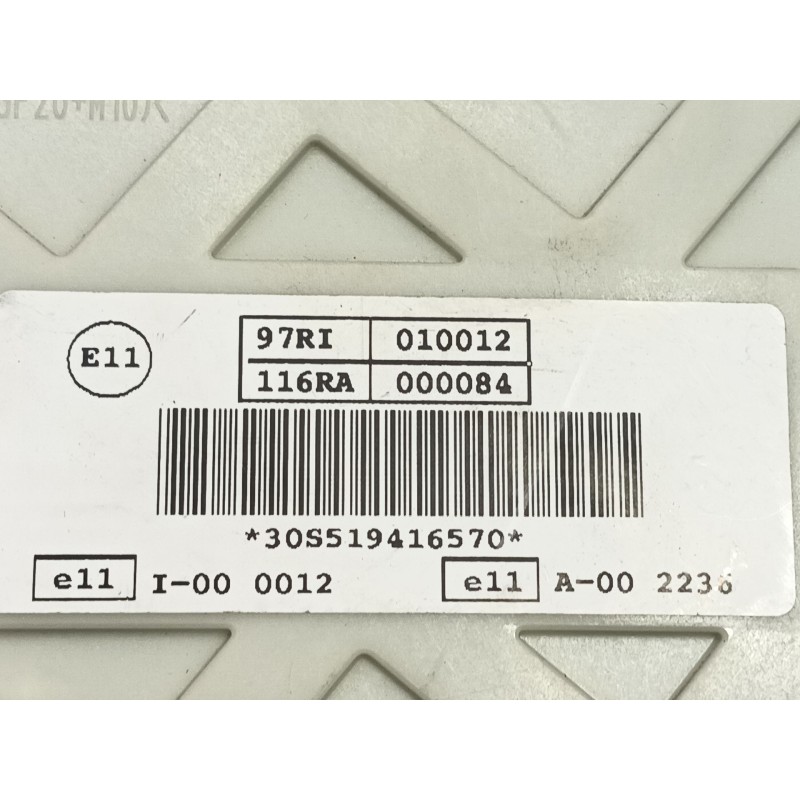 E11
97RI 010012
116RA 000084
*30S519416570*
e11 I-00 0012 e11 A-00 2236